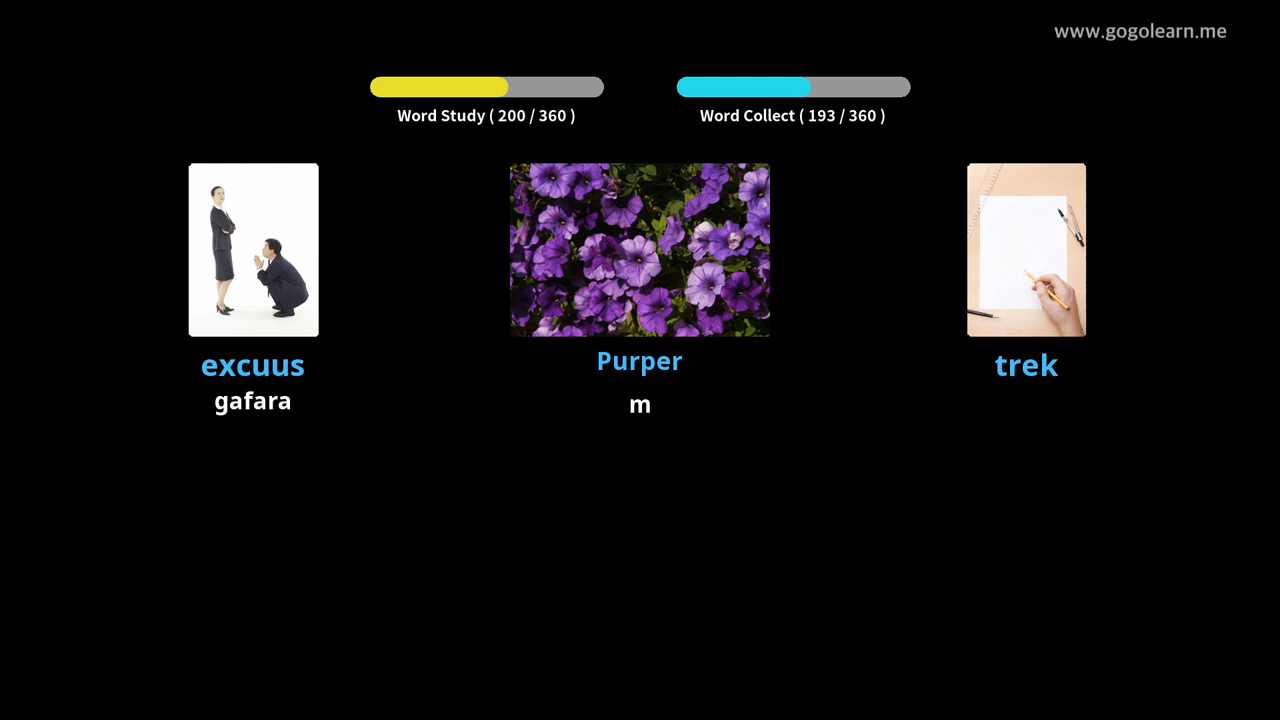 www.gogolearn.me
Word Study ( 200 / 360 )
Word Collect ( 193 / 360 )
excuus
gafara
Purper
m
trek